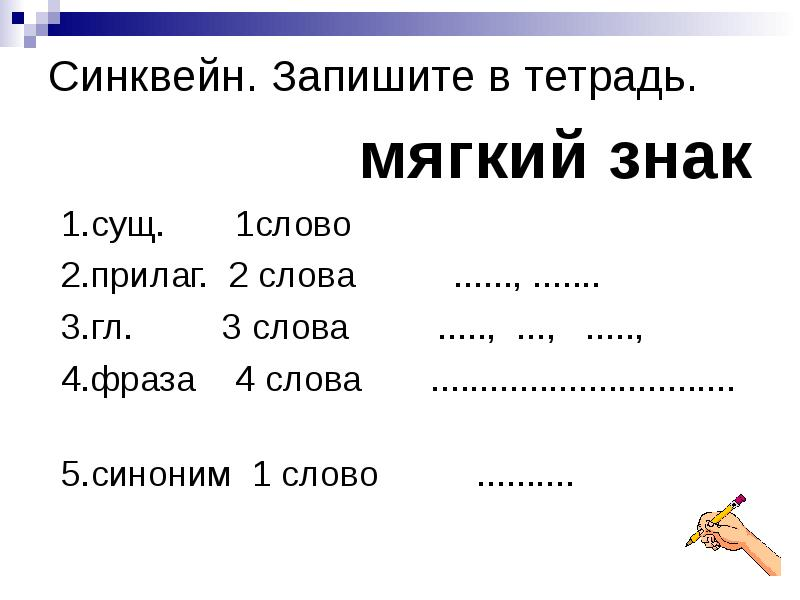 Синквейн. Запишите в тетрадь.
мягкий знак
1.сущ. 1слово
2.прилаг. 2 слова ......, .......
3.гл. 3 слова ....., ..., .....,
4.фраза 4 слова ...............................
5.синоним 1 слово ..........